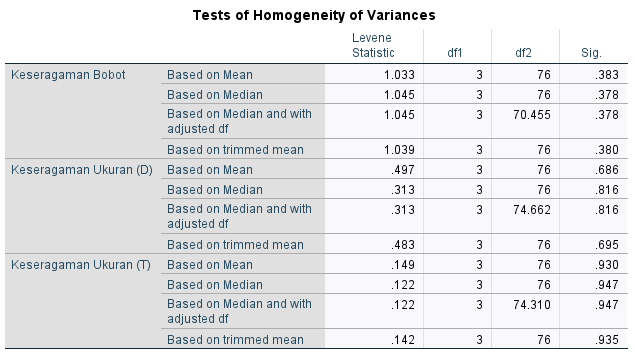 Tests of Homogeneity of Variances
Levene
Statistic df1 df2 Sig.
Keseragaman Bobot Based on Mean 1.033 3 76 .383
Based on Median 1.045 3 76 .378
Based on Median and with
adjusted df 1.045 3 70.455 .378
Based on trimmed mean 1.039 3 76 .380
Keseragaman Ukuran (D) Based on Mean .497 3 76 .686
Based on Median .313 3 76 .816
Based on Median and with
adjusted df .313 3 74.662 .816
Based on trimmed mean .483 3 76 .695
Keseragaman Ukuran (T) Based on Mean .149 3 76 .930
Based on Median .122 3 76 .947
Based on Median and with
adjusted df .122 3 74.310 .947
Based on trimmed mean .142 3 76 .935